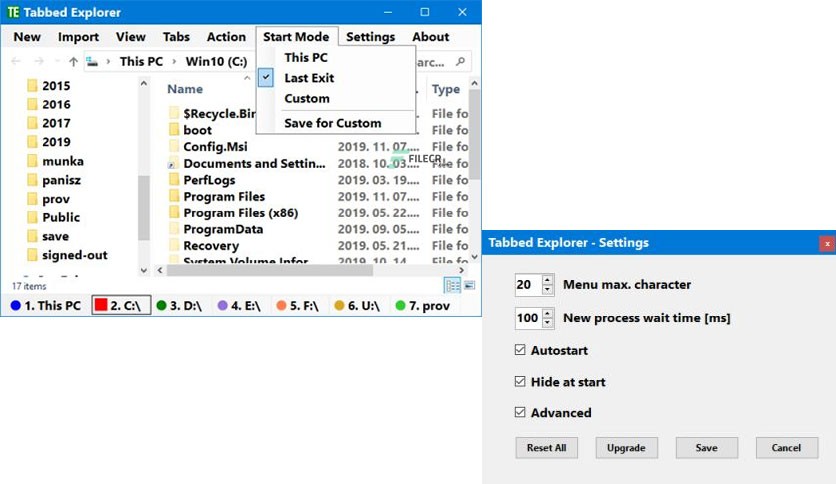 TE Tabbed Explorer
New Import View Tabs Action Start Mode Settings About
This PC Win10 (C:) arc...
This PC
Last Exit
Custom
Save for Custom
2015
2016
2017
2019
munka
panisz
prov
Public
save
signed-out
Name Type
$Recycle.Bin File fo
boot File fo
Config.Msi 2019. 11. 07.... File fo
Documents and Settin... 2018. 10. 03.... File fo
PerfLogs 2019. 03. 19.... File fo
Program Files 2019. 11. 07.... File fo
Program Files (x86) 2019. 05. 22.... File fo
ProgramData 2019. 09. 05.... File fo
Recovery 2019. 05. 21.... File fo
System Volume Infor 2019. 10. 14 File fo
FILECR
17 items
1. This PC 2. C:\ 3. D:\ 4. E:\ 5. F:\ 6. U:\ 7. prov
Tabbed Explorer - Settings x
20 Menu max. character
100 New process wait time [ms]
Autostart
Hide at start
Advanced
Reset All Upgrade Save Cancel